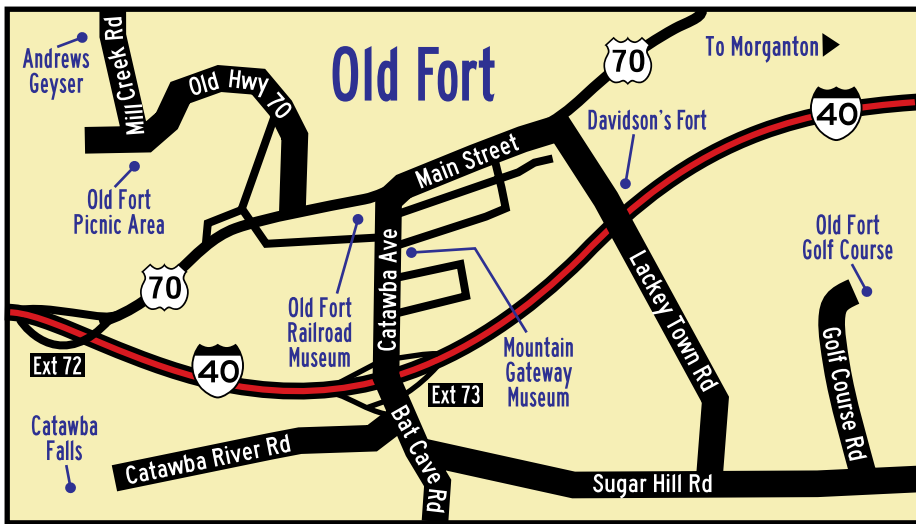 Old Fort
To Morganton
70
40
Andrews
Geyser
Mill Creek Rd
Old Hwy 70
Davidson's Fort
Main Street
Old Fort
Picnic Area
Old Fort
Golf Course
70
Catawba Ave
Old Fort
Railroad
Museum
Lackey Town Rd
Mountain
Gateway
Museum
Golf Course Rd
Ext 72
40
Ext 73
Catawba
Falls
Catawba River Rd
Bat Cave Rd
Sugar Hill Rd